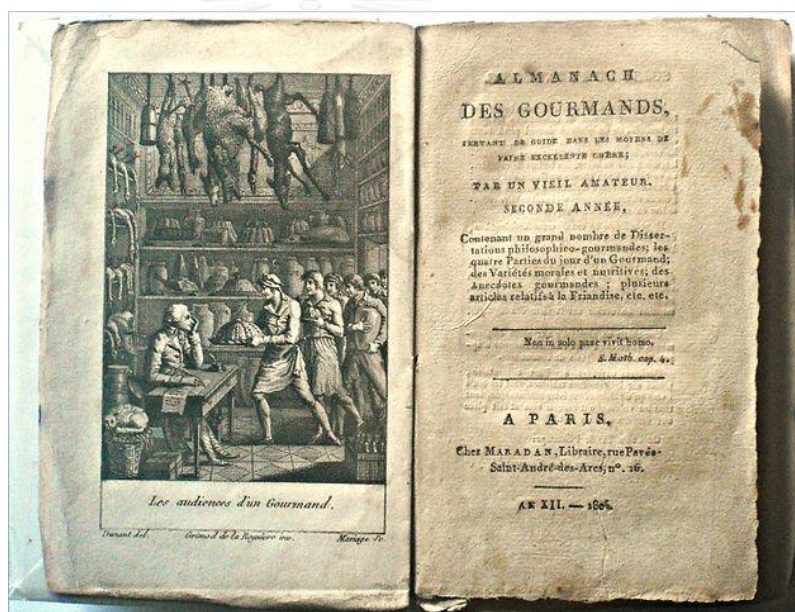 Les audiences d'un Gourmand.
Dunant del. Grimod de la Reyniere inv. Mariage Sc.
ALMANACH
DES GOURMANDS,
SERVANT DE GUIDE DANS LES MOYENS DE
FAIRE EXCELLENTE CHÈRE;
PAR UN VIEIL AMATEUR.
SECONDE ANNÉE,
Contenant un grand nombre de Disser-
tations philosophico-gourmandes; les
quatre Parties du jour d'un Gourmand;
des Variétés morales et nutritives; des
Anecdotes gourmandes; plusieurs
articles relatifs à la Friandise, etc. etc.
Non in solo pane vivit homo.
S. Math. cap. 4.
A PARIS,
Chez MARADAN, Libraire, rue Pavée-
Saint-André-des-Arcs, n°. 16.
AN XII. — 1804.